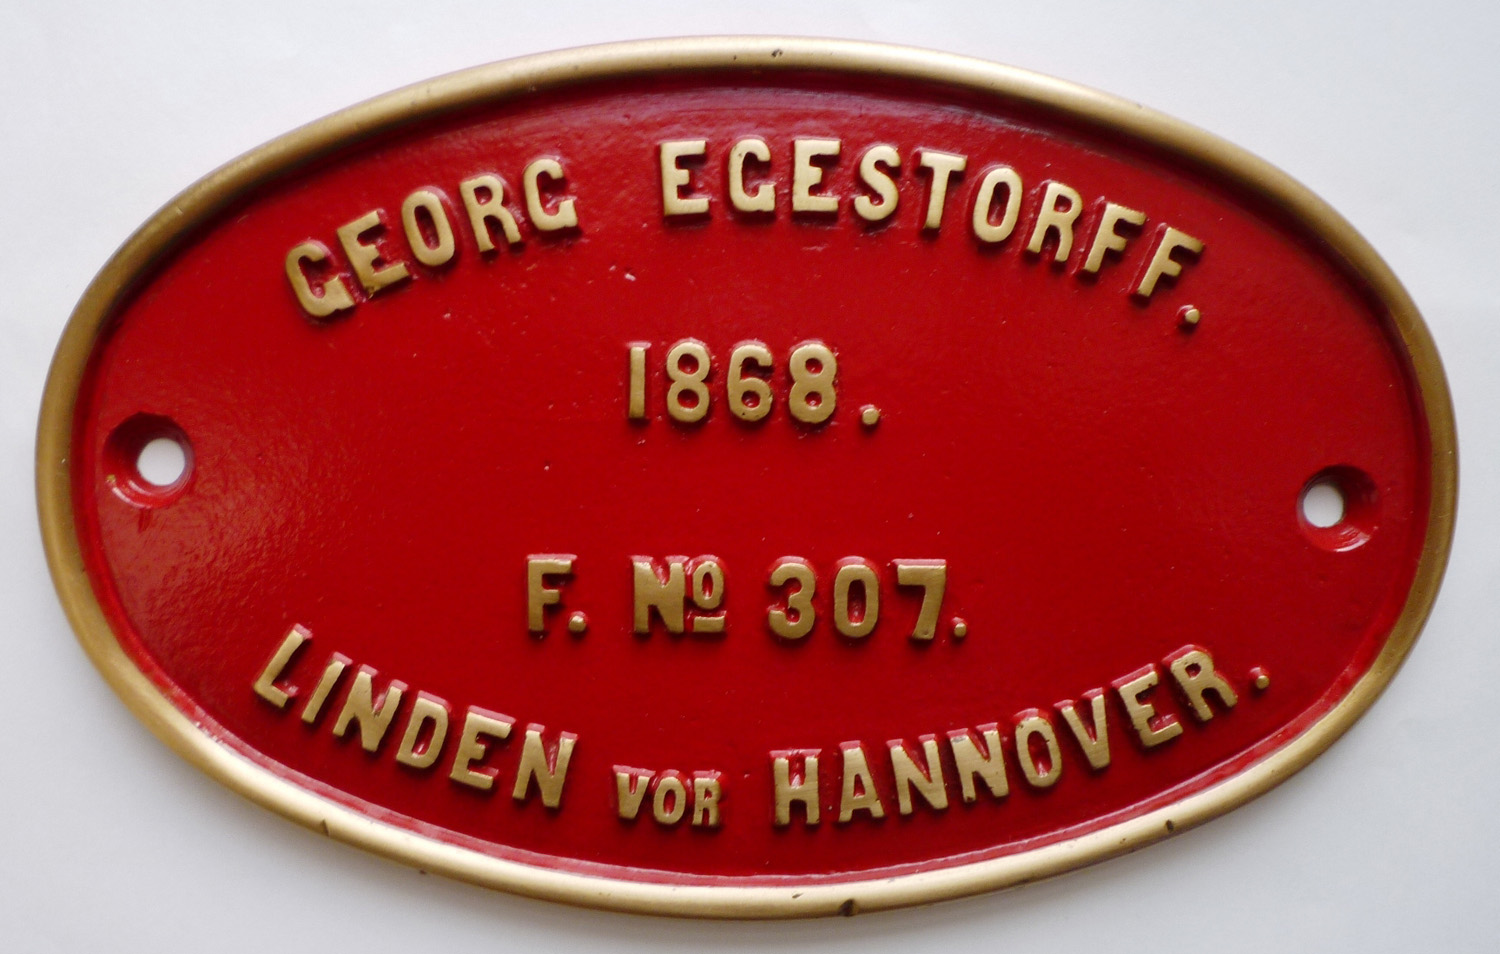 GEORG EGESTORFF.
1868.
F. Nº 307.
LINDEN VOR HANNOVER.